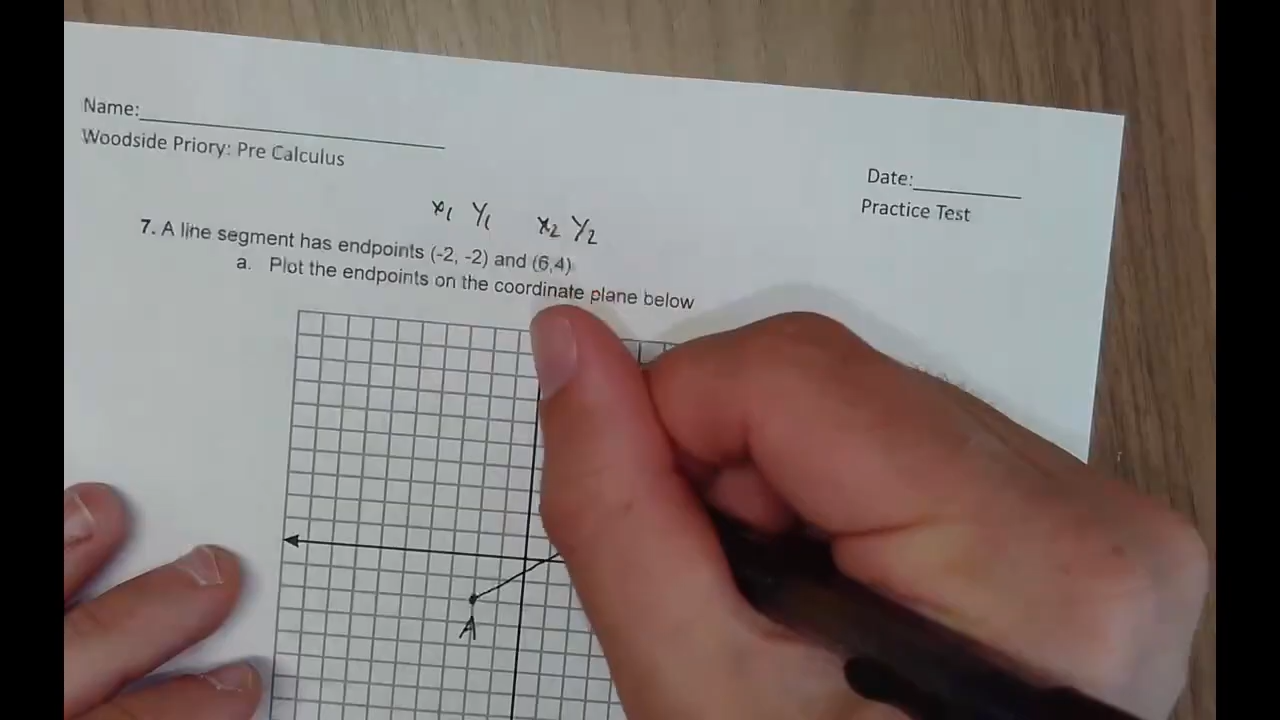 Name:
Woodside Priory: Pre Calculus
Date:
Practice Test
x1 y1 x2 y2
7. A line segment has endpoints (-2, -2) and (6,4)
a. Plot the endpoints on the coordinate plane below
A